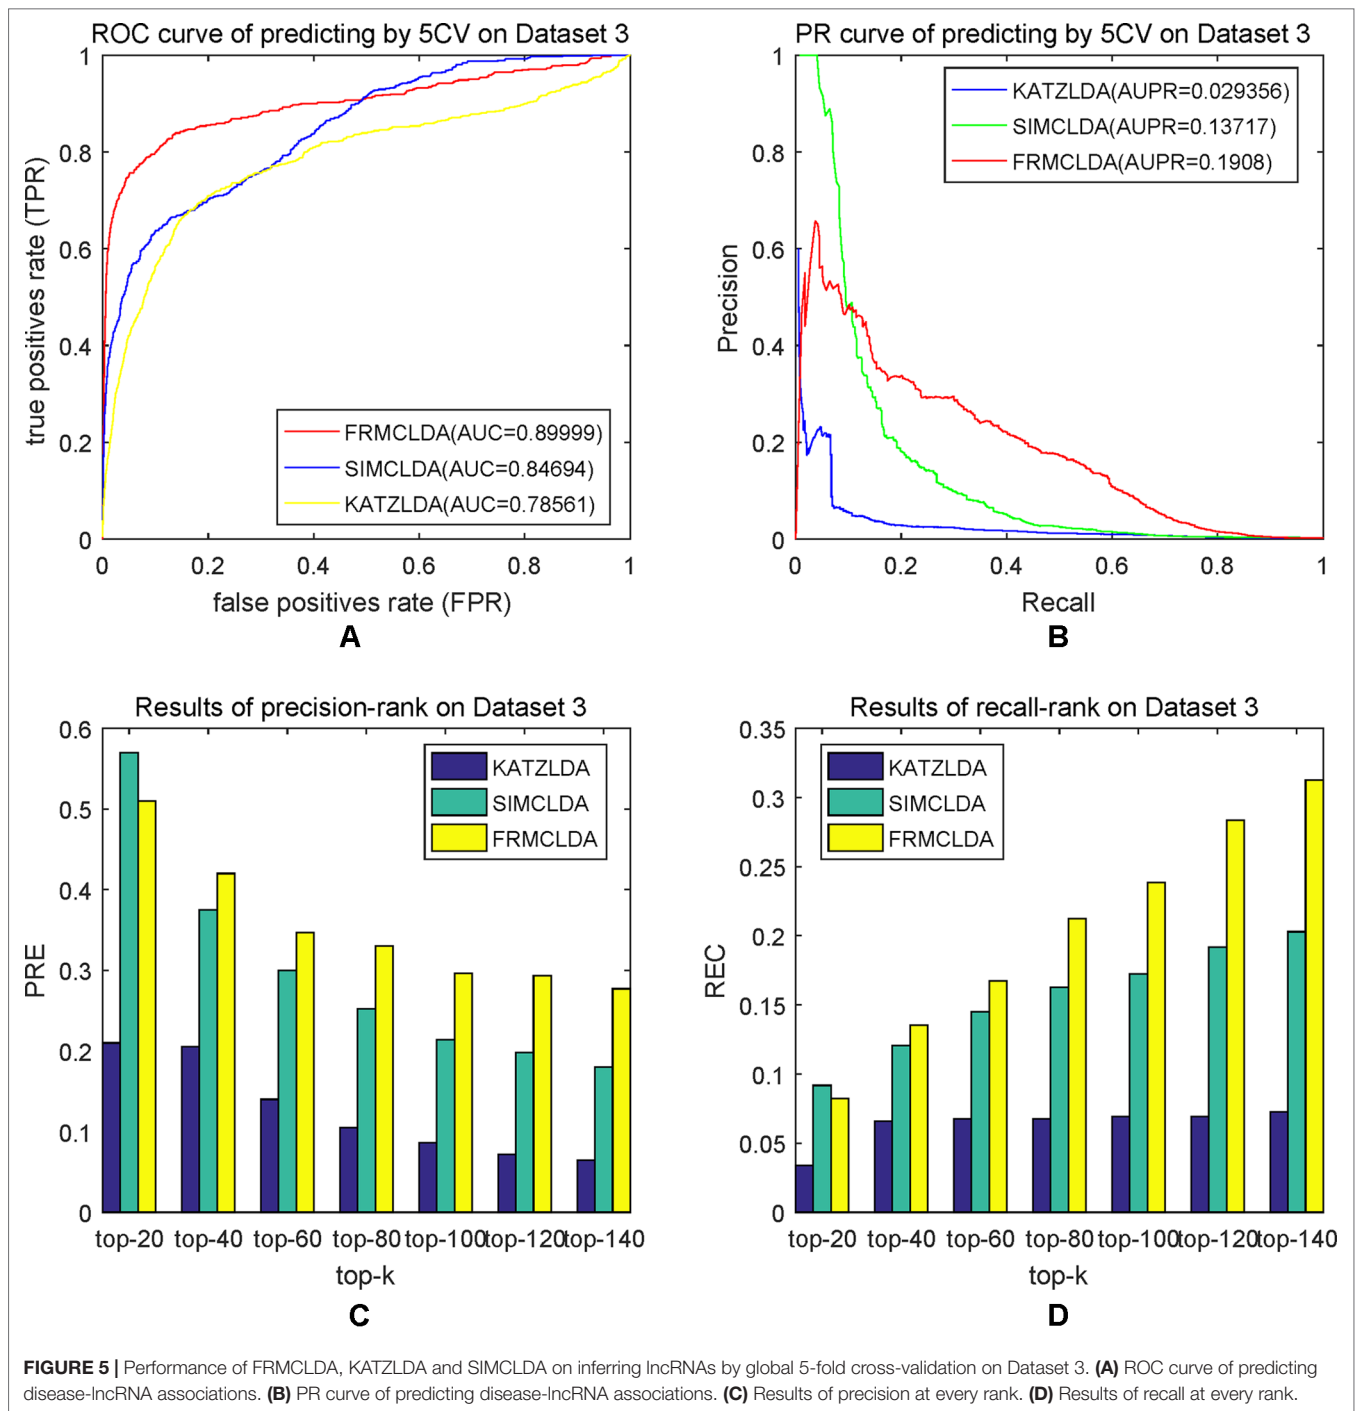 ROC curve of predicting by 5CV on Dataset 3
1
0.8
0.6
0.4
0.2
0
true positives rate (TPR)
FRMCLDA(AUC=0.89999)
SIMCLDA(AUC=0.84694)
KATZLDA(AUC=0.78561)
0 0.2 0.4 0.6 0.8 1
false positives rate (FPR)
A
PR curve of predicting by 5CV on Dataset 3
1
0.8
0.6
0.4
0.2
0
Precision
KATZLDA(AUPR=0.029356)
SIMCLDA(AUPR=0.13717)
FRMCLDA(AUPR=0.1908)
0 0.2 0.4 0.6 0.8 1
Recall
B
Results of precision-rank on Dataset 3
0.6
0.5
0.4
0.3
0.2
0.1
0
PRE
KATZLDA
SIMCLDA
FRMCLDA
top-20 top-40 top-60 top-80 top-100 top-120 top-140
top-k
C
Results of recall-rank on Dataset 3
0.35
0.3
0.25
0.2
0.15
0.1
0.05
0
REC
KATZLDA
SIMCLDA
FRMCLDA
top-20 top-40 top-60 top-80 top-100 top-120 top-140
top-k
D
FIGURE 5 | Performance of FRMCLDA, KATZLDA and SIMCLDA on inferring lncRNAs by global 5-fold cross-validation on Dataset 3. (A) ROC curve of predicting
disease-lncRNA associations. (B) PR curve of predicting disease-lncRNA associations. (C) Results of precision at every rank. (D) Results of recall at every rank.